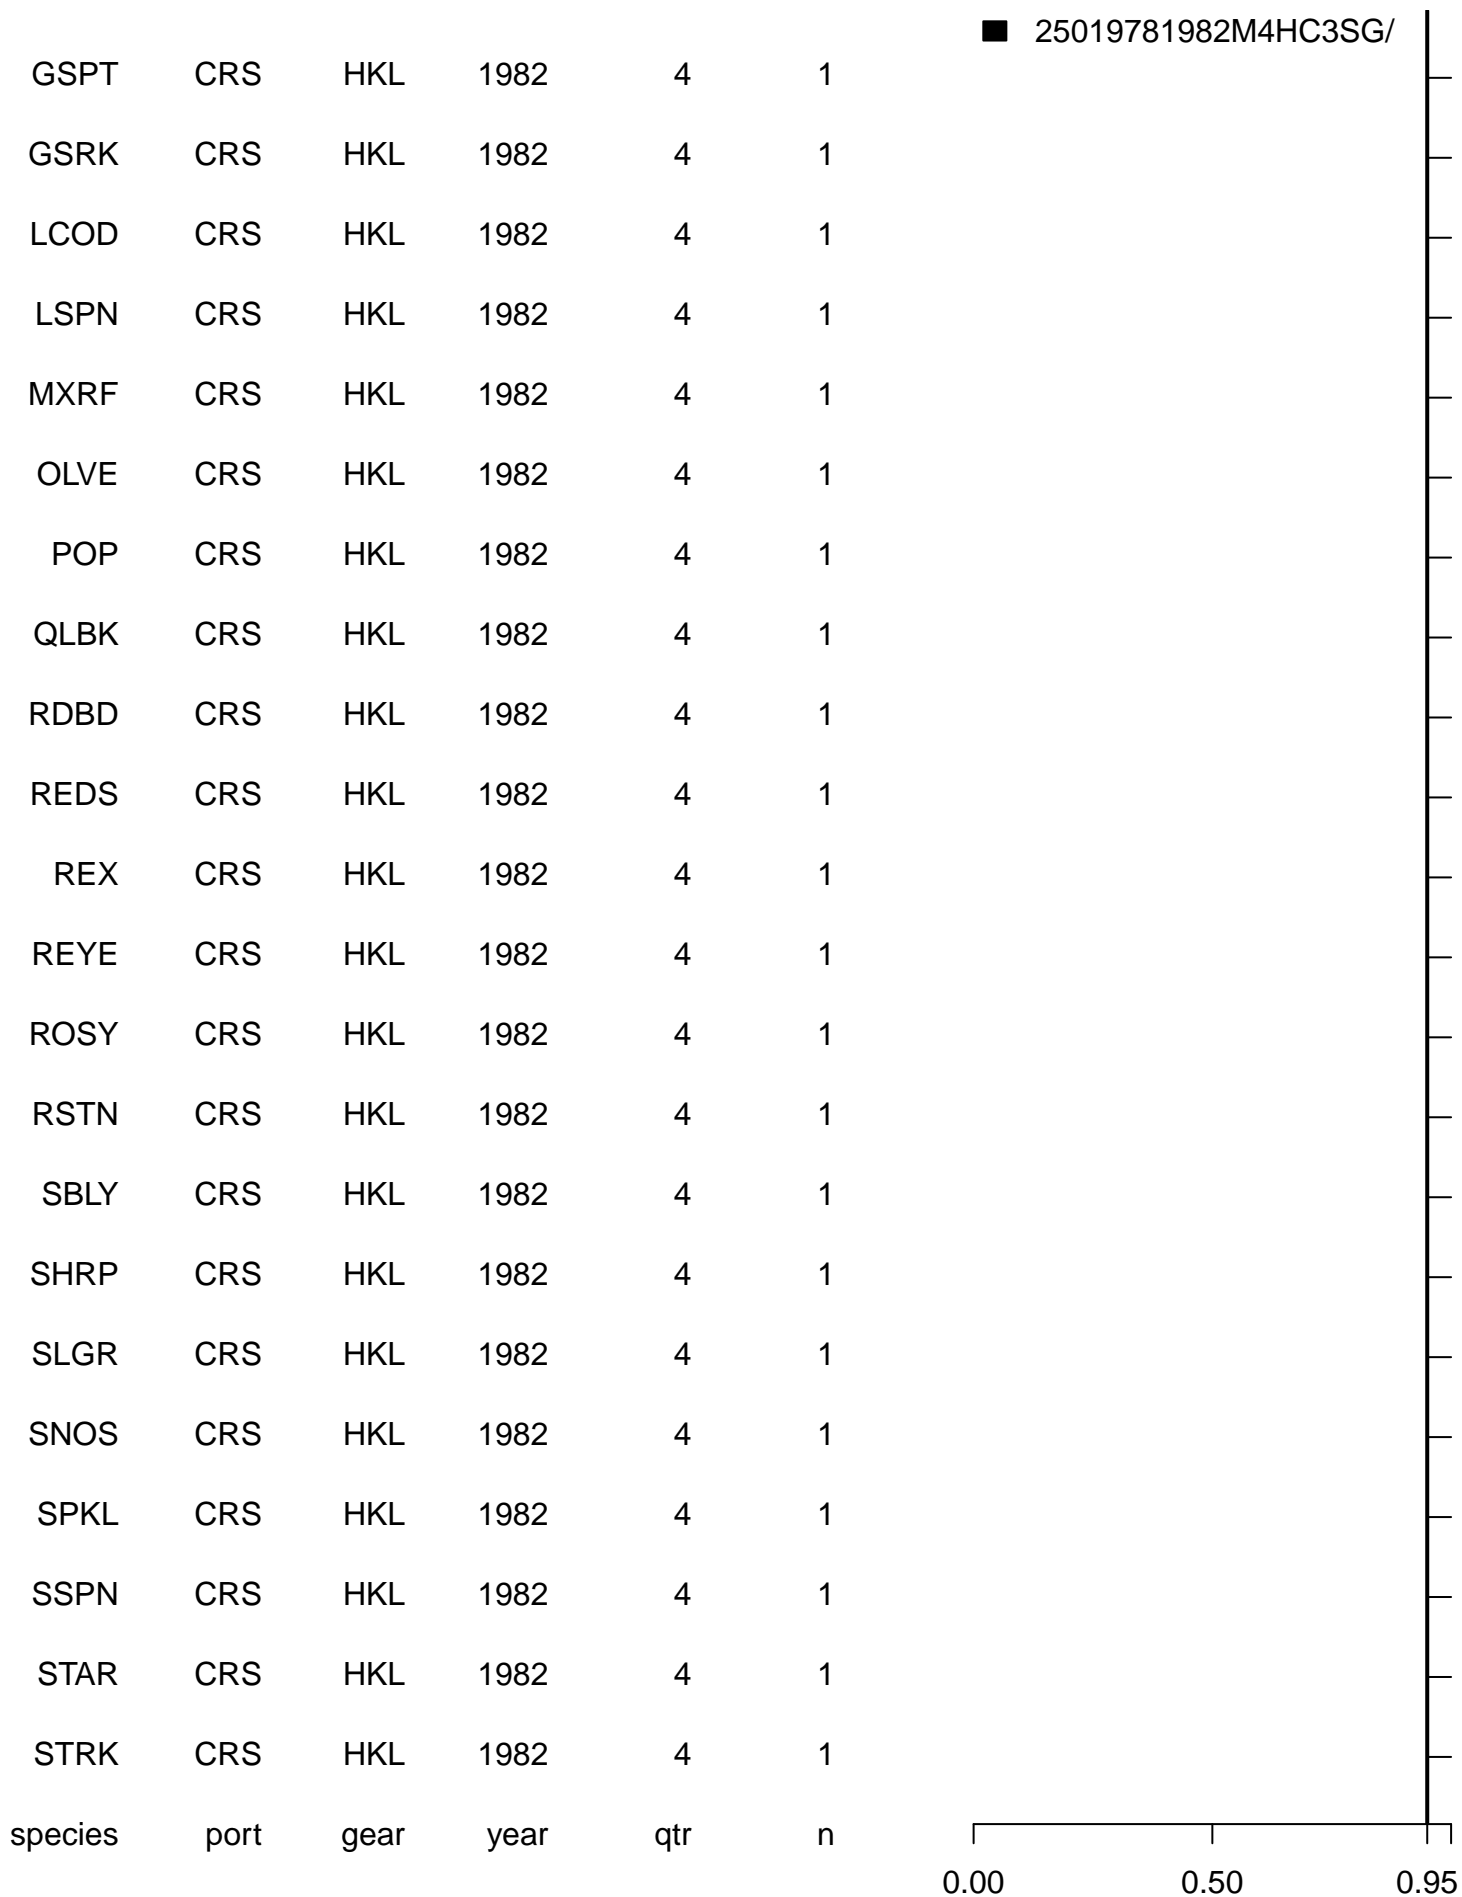 25019781982M4HC3SG/
GSPT CRS HKL 1982 4 1
GSRK CRS HKL 1982 4 1
LCOD CRS HKL 1982 4 1
LSPN CRS HKL 1982 4 1
MXRF CRS HKL 1982 4 1
OLVE CRS HKL 1982 4 1
POP CRS HKL 1982 4 1
QLBK CRS HKL 1982 4 1
RDBD CRS HKL 1982 4 1
REDS CRS HKL 1982 4 1
REX CRS HKL 1982 4 1
REYE CRS HKL 1982 4 1
ROSY CRS HKL 1982 4 1
RSTN CRS HKL 1982 4 1
SBLY CRS HKL 1982 4 1
SHRP CRS HKL 1982 4 1
SLGR CRS HKL 1982 4 1
SNOS CRS HKL 1982 4 1
SPKL CRS HKL 1982 4 1
SSPN CRS HKL 1982 4 1
STAR CRS HKL 1982 4 1
STRK CRS HKL 1982 4 1
species port gear year qtr n
0.00 0.50 0.95